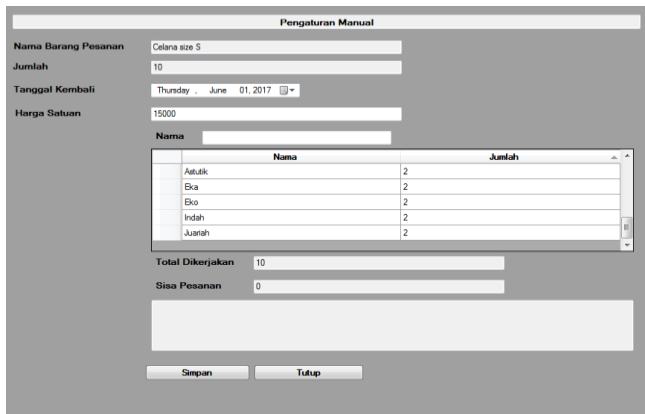 Pengaturan Manual
Nama Barang Pesanan Celana size S
Jumlah 10
Tanggal Kembali Thursday , June 01, 2017
Harga Satuan 15000
Nama
Nama Jumlah
Astutik 2
Eka 2
Eko 2
Indah 2
Juariah 2
Total Dikerjakan 10
Sisa Pesanan 0
Simpan Tutup